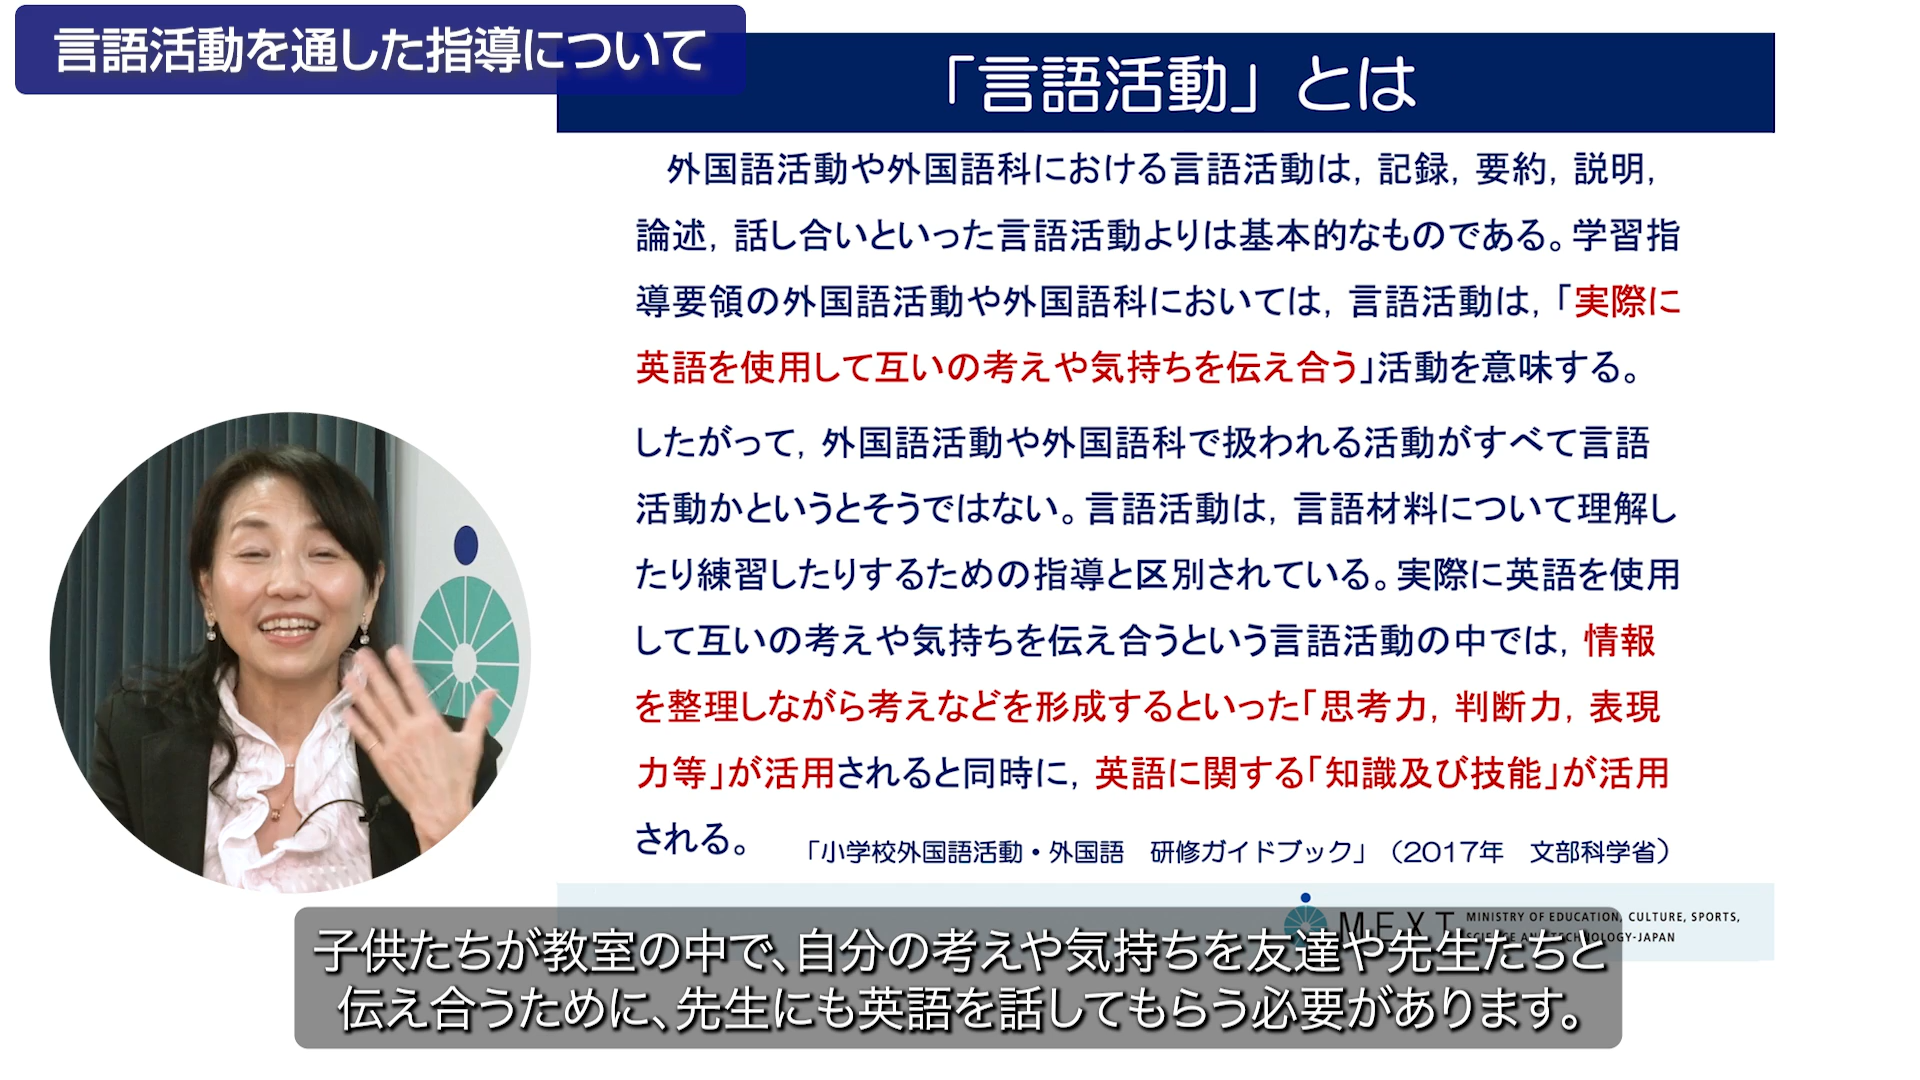 言語活動を通した指導について
「言語活動」とは
外国語活動や外国語科における言語活動は，記録，要約，説明，
論述，話し合いといった言語活動よりは基本的なものである。学習指
導要領の外国語活動や外国語科においては，言語活動は，「実際に
英語を使用して互いの考えや気持ちを伝え合う」活動を意味する。
したがって，外国語活動や外国語科で扱われる活動がすべて言語
活動かというとそうではない。言語活動は，言語材料について理解し
たり練習したりするための指導と区別されている。実際に英語を使用
して互いの考えや気持ちを伝え合うという言語活動の中では，情報
を整理しながら考えなどを形成するといった「思考力，判断力，表現
力等」が活用されると同時に，英語に関する「知識及び技能」が活用
される。
「小学校外国語活動・外国語　研修ガイドブック」（2017年　文部科学省）
MEXT
MINISTRY OF EDUCATION, CULTURE, SPORTS,
SCIENCE AND TECHNOLOGY-JAPAN
子供たちが教室の中で、自分の考えや気持ちを友達や先生たちと
伝え合うために、先生にも英語を話してもらう必要があります。